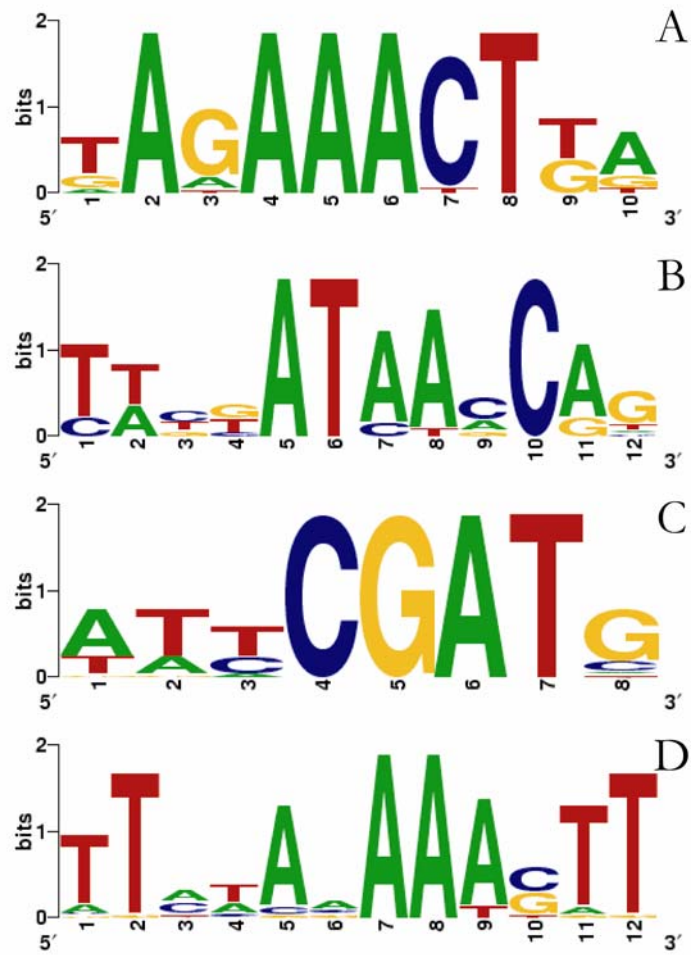 2 A
bits
1
TAGAAACTTA
G A T G G
0
1 2 3 4 5 6 7 8 9 10
5′ 3′
2 B
bits
1
TTCGATAACCAG
C A T T C T A G T
0
1 2 3 4 5 6 7 8 9 10 11 12
5′ 3′
2 C
bits
1
ATTCGATG
T A C C
0
1 2 3 4 5 6 7 8
5′ 3′
2 D
bits
1
TTATAAAAACTT
A C A C C T G A
0
1 2 3 4 5 6 7 8 9 10 11 12
5′ 3′